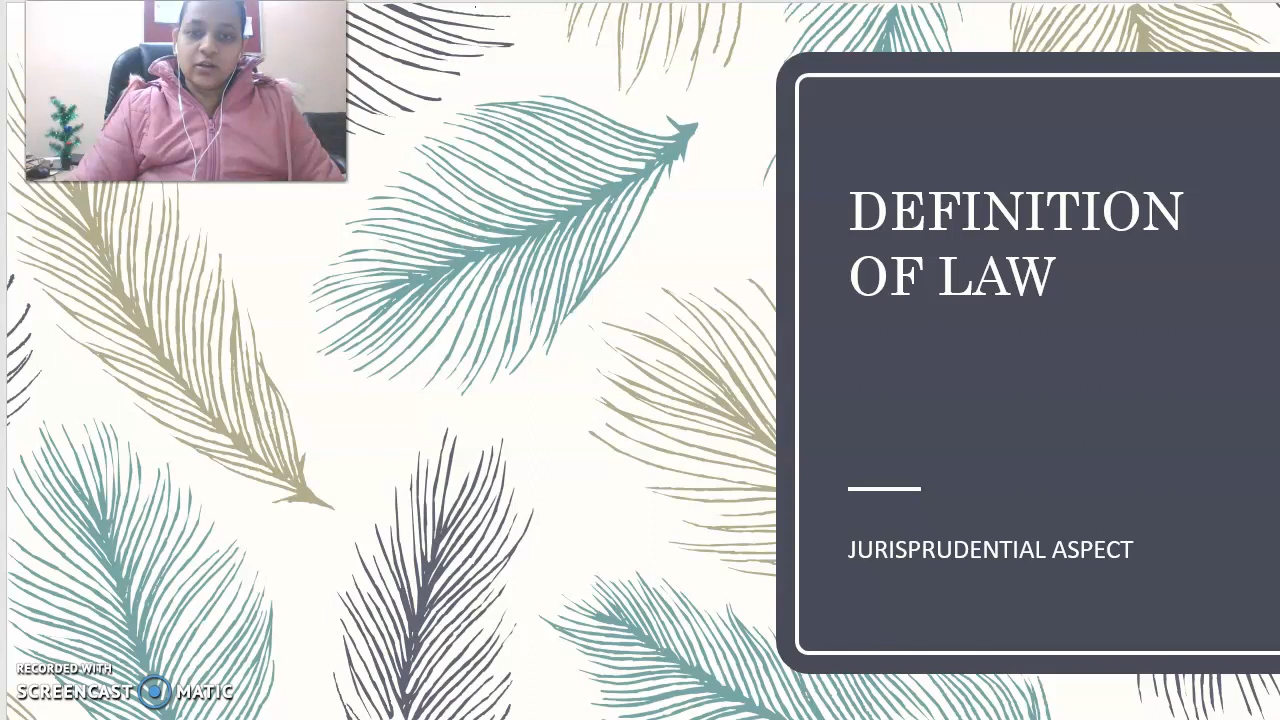 DEFINITION
OF LAW
JURISPRUDENTIAL ASPECT
RECORDED WITH
SCREENCAST MATIC